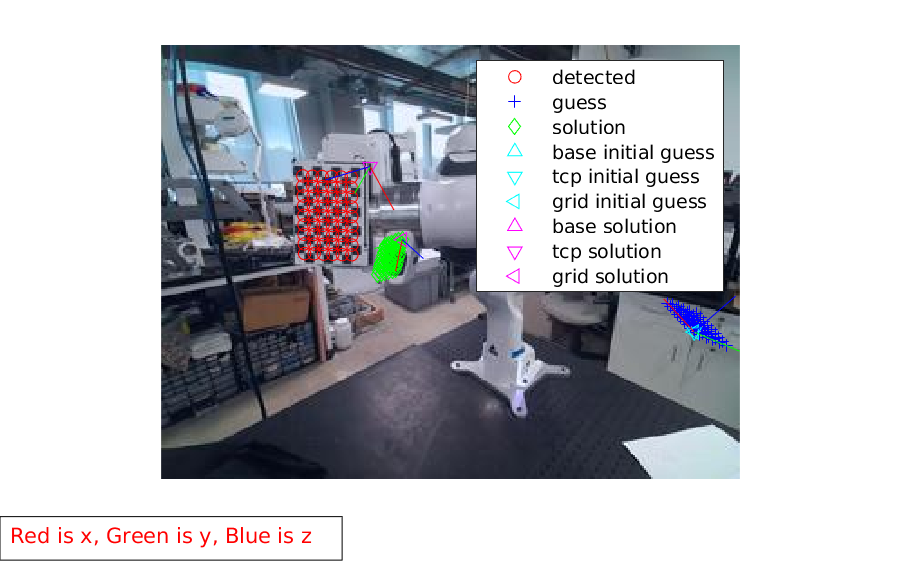 detected
guess
solution
base initial guess
tcp initial guess
grid initial guess
base solution
tcp solution
grid solution
Red is x, Green is y, Blue is z